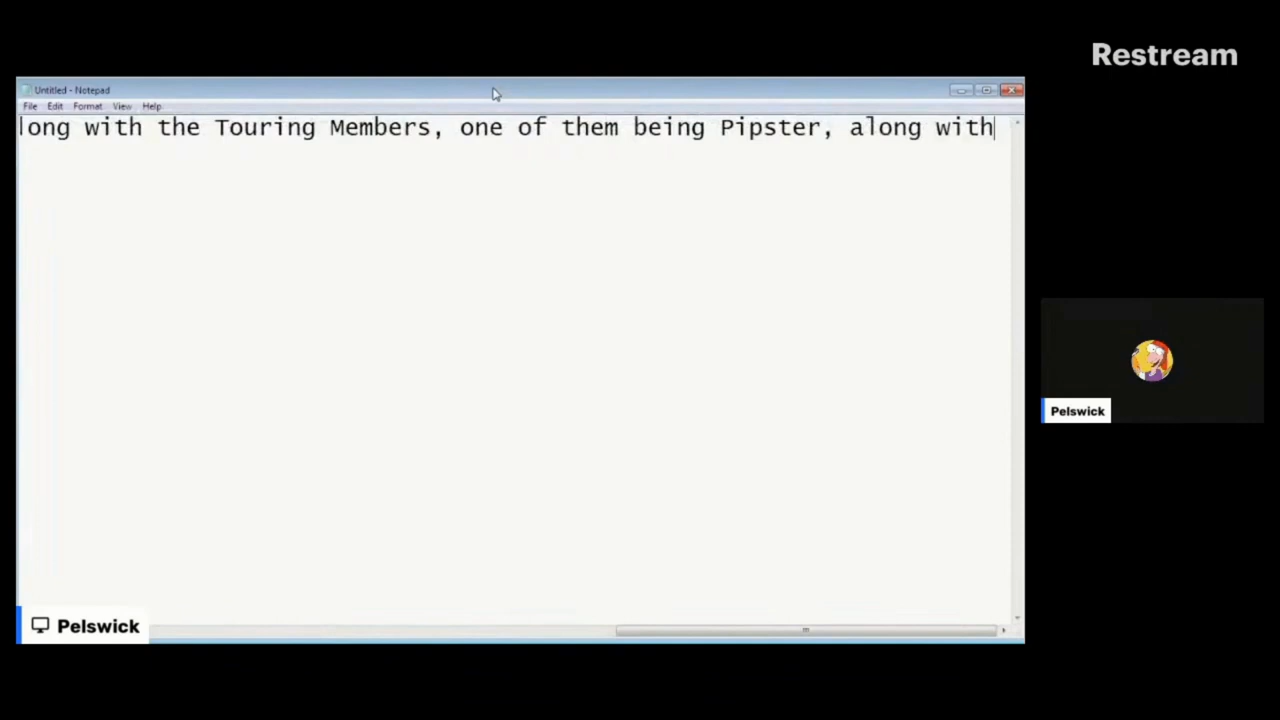 Restream
Untitled - Notepad
File Edit Format View Help
long with the Touring Members, one of them being Pipster, along with
Pelswick
Pelswick